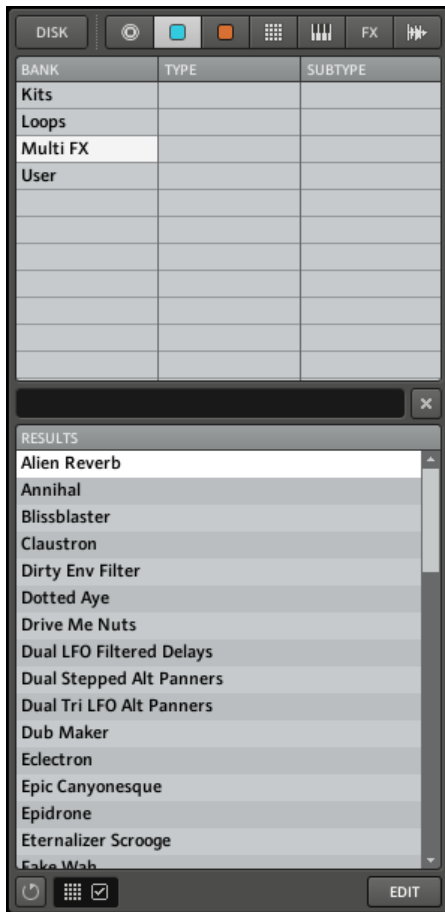 DISK FX
BANK TYPE SUBTYPE
Kits
Loops
Multi FX
User
RESULTS
Alien Reverb
Annihal
Blissblaster
Claustron
Dirty Env Filter
Dotted Aye
Drive Me Nuts
Dual LFO Filtered Delays
Dual Stepped Alt Panners
Dual Tri LFO Alt Panners
Dub Maker
Eclectron
Epic Canyonesque
Epidrone
Eternalizer Scrooge
Fake Wah
EDIT